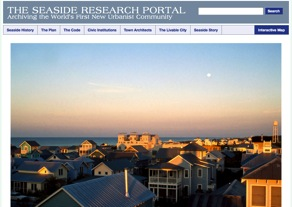 THE SEASIDE RESEARCH PORTAL
Archiving the World's First New Urbanist Community
Search
Seaside History The Plan The Code Civic Institutions Town Architects The Livable City Seaside Story Interactive Map